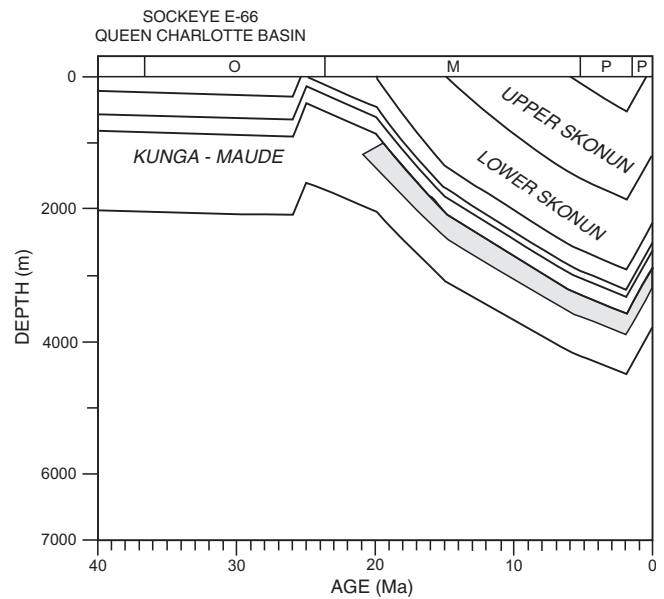 SOCKEYE E-66
QUEEN CHARLOTTE BASIN
O
M
P
P
0
2000
4000
6000
7000
DEPTH (m)
KUNGA - MAUDE
UPPER SKONUN
LOWER SKONUN
40
30
20
10
0
AGE (Ma)